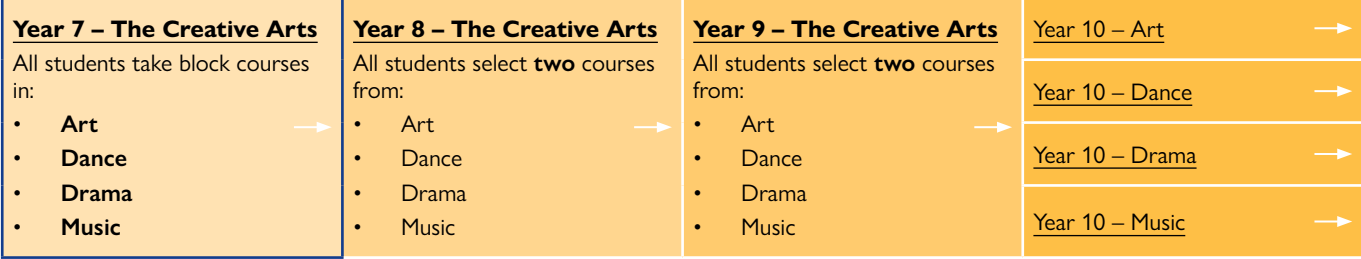 Year 7 – The Creative Arts
All students take block courses
in:
• Art
• Dance
• Drama
• Music
Year 8 – The Creative Arts
All students select two courses
from:
• Art
• Dance
• Drama
• Music
Year 9 – The Creative Arts
All students select two courses
from:
• Art
• Dance
• Drama
• Music
Year 10 – Art
Year 10 – Dance
Year 10 – Drama
Year 10 – Music